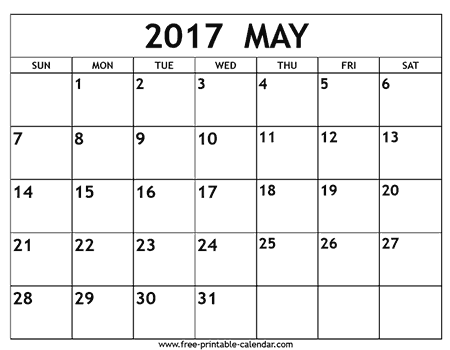 2017 MAY
SUN MON TUE WED THU FRI SAT
1 2 3 4 5 6
7 8 9 10 11 12 13
14 15 16 17 18 19 20
21 22 23 24 25 26 27
28 29 30 31
www.free-printable-calendar.com